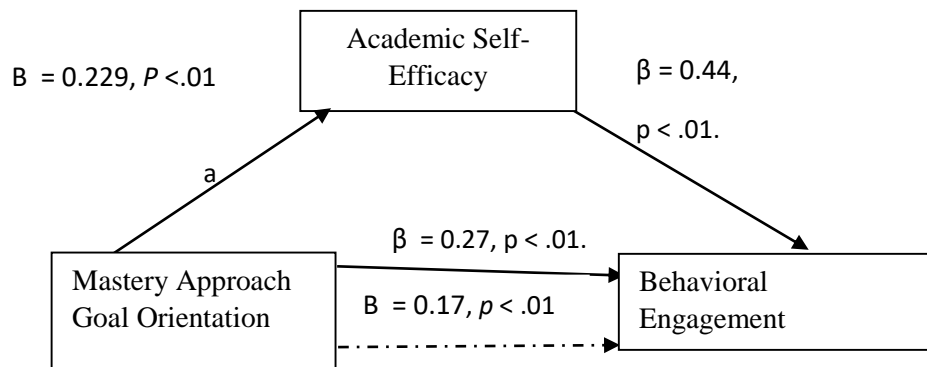 Academic Self-
Efficacy
B = 0.229, P <.01
β = 0.44,
p < .01.
a
β = 0.27, p < .01.
Mastery Approach
Goal Orientation
B = 0.17, p < .01
Behavioral
Engagement